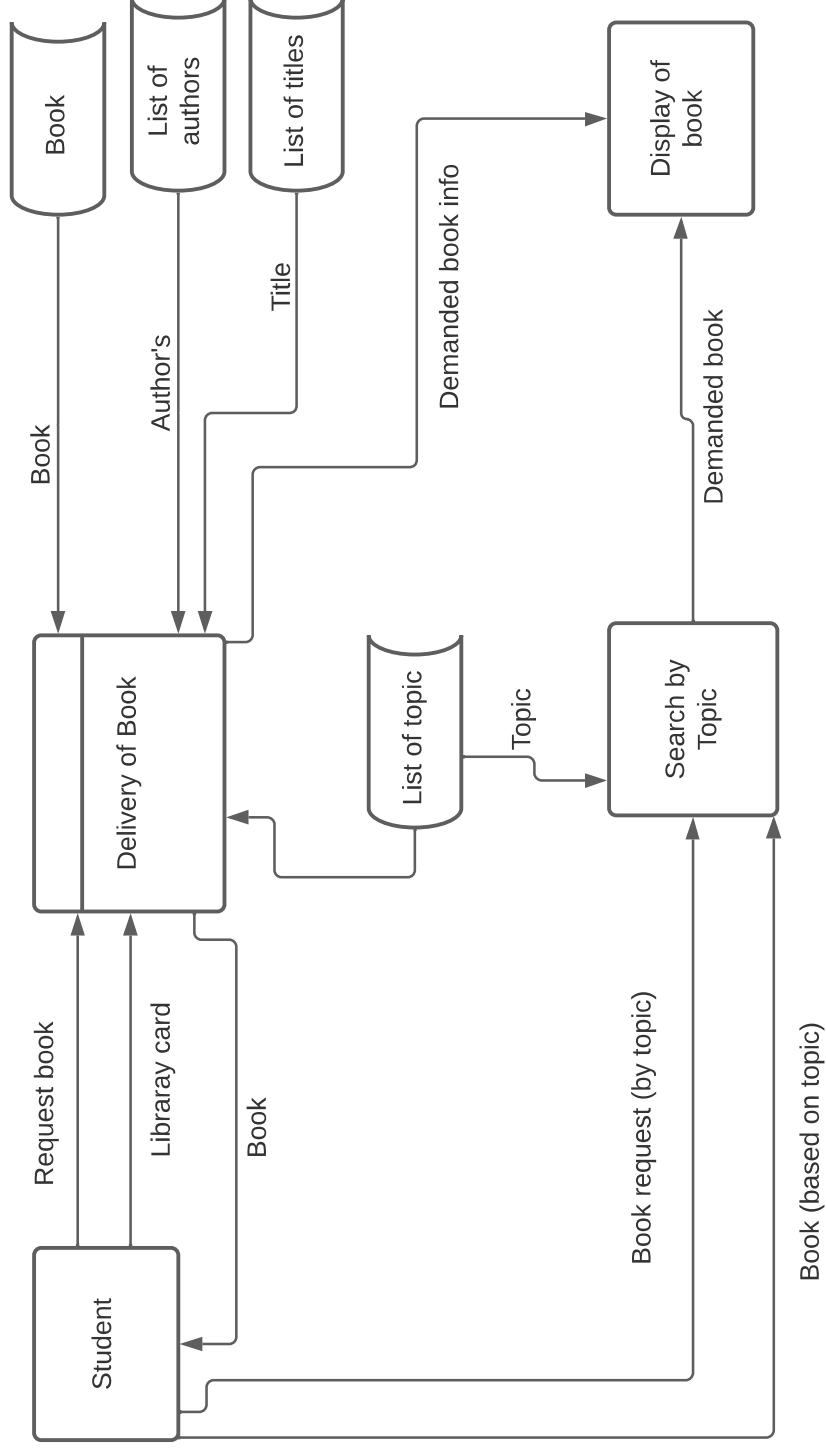 Book
List of
authors
List of titles
Book
Author's
Title
Demanded book info
Display of
book
Demanded book
Delivery of Book
List of topic
Topic
Search by
Topic
Request book
Libraray card
Book
Book request (by topic)
Book (based on topic)
Student